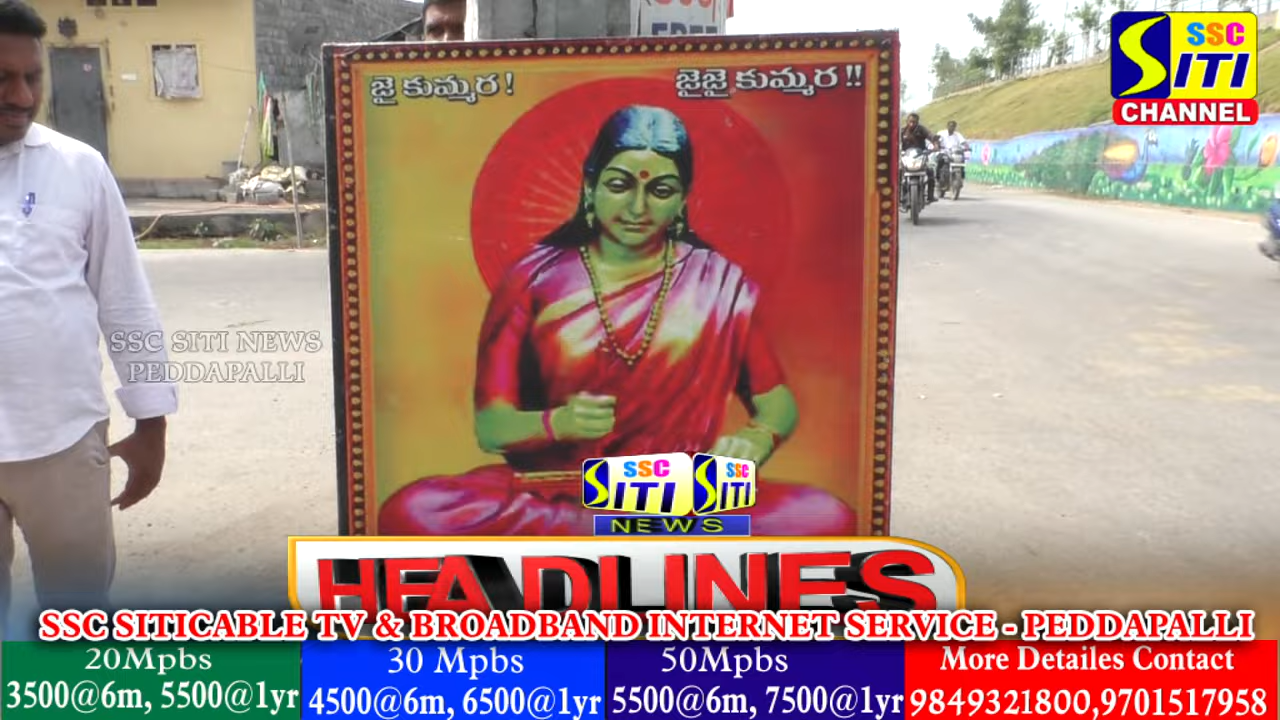 జై కుమ్మర !
జైజై కుమ్మర !!
SSC
SITI
CHANNEL
SSC SITI NEWS
PEDDAPALLI
SSC
SITI
SSC
SITI
NEWS
HEADLINES
SSC SITICABLE TV & BROADBAND INTERNET SERVICE - PEDDAPALLI
20Mpbs
3500@6m, 5500@1yr
30 Mpbs
4500@6m, 6500@1yr
50Mpbs
5500@6m, 7500@1yr
More Detailes Contact
9849321800,9701517958